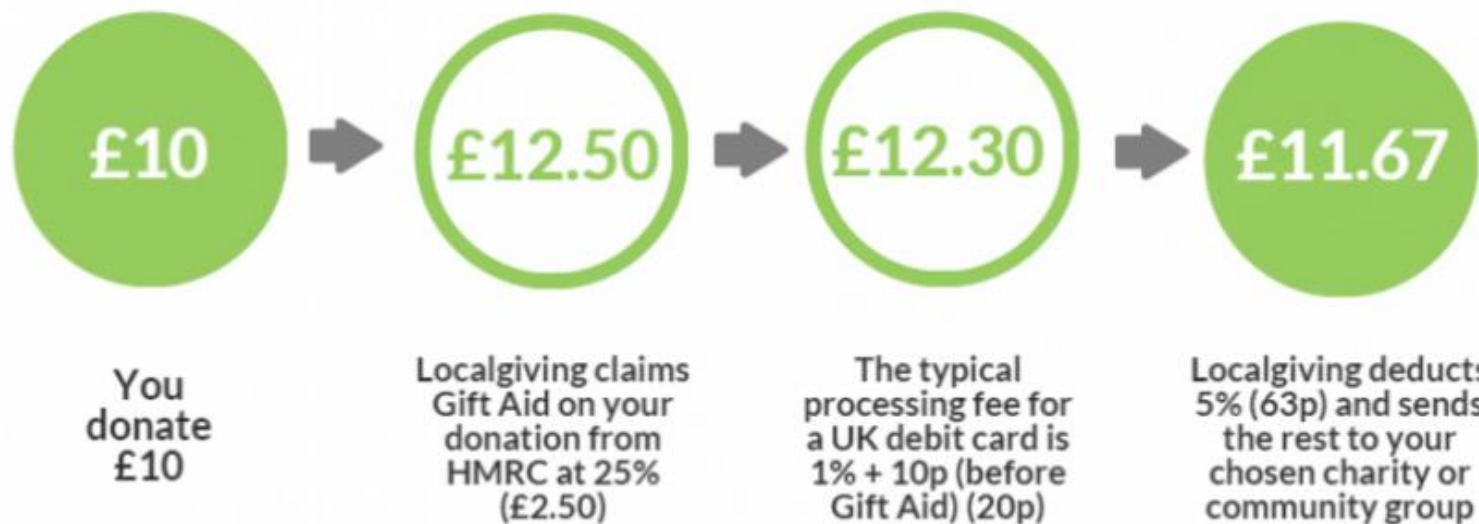 £10
£12.50
£12.30
£11.67
You
donate
£10
Localgiving claims
Gift Aid on your
donation from
HMRC at 25%
(£2.50)
The typical
processing fee for
a UK debit card is
1% + 10p (before
Gift Aid) (20p)
Localgiving deducts
5% (63p) and sends
the rest to your
chosen charity or
community group